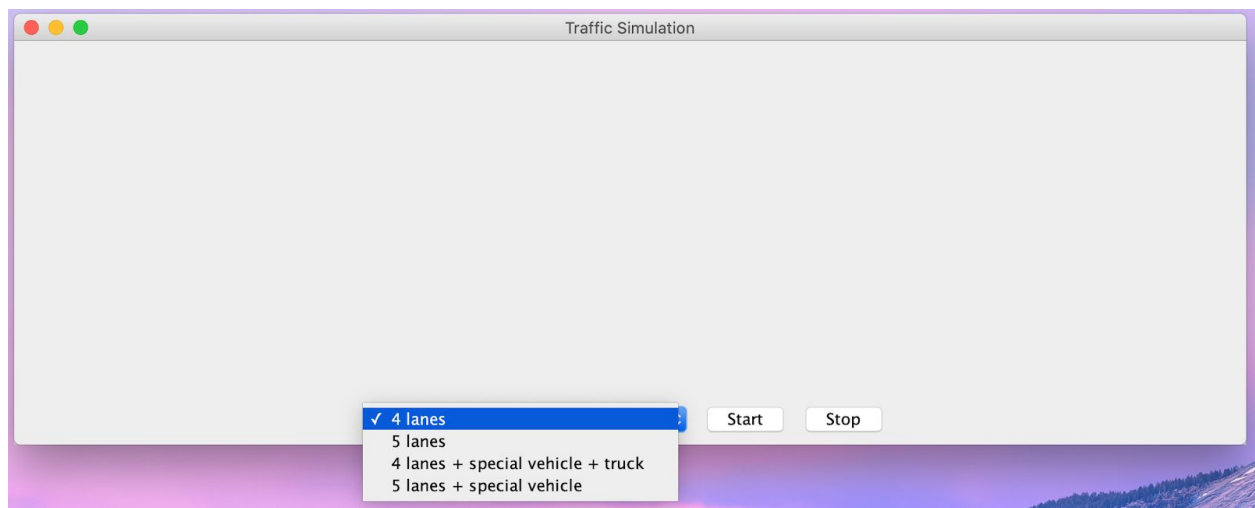 Traffic Simulation
✓ 4 lanes
5 lanes
4 lanes + special vehicle + truck
5 lanes + special vehicle
Start
Stop